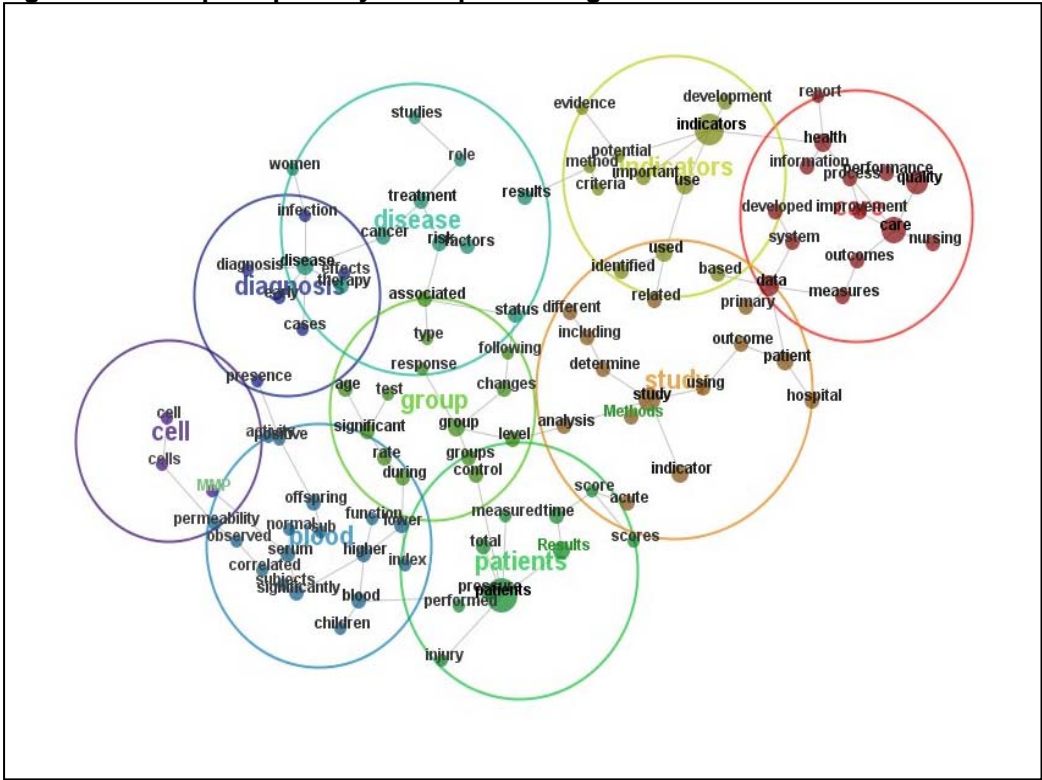 development
report
evidence
studies
indicators
health
potential
role
information
women
method
indicators
performance
important
process
quality
criteria
use
results
treatment
infection
developed
improvement
disease
care
cancer
risk
factors
system
nursing
used
outcomes
diagnosis
disease
effects
identified
based
therapy
data
diagnosis
early
associated
related
measures
primary
status
different
cases
type
including
outcome
following
patient
response
determine
presence
study
using
age
test
changes
study
hospital
group
cell
Methods
significant
group
level
analysis
cell
activity
positive
rate
groups
cells
during
control
indicator
MMP
score
offspring
acute
permeability
function
lower
measured
time
normal
sub
observed
blood
total
Results
scores
serum
higher
index
patients
correlated
subjects
significantly
pressure
patients
blood
performed
children
injury